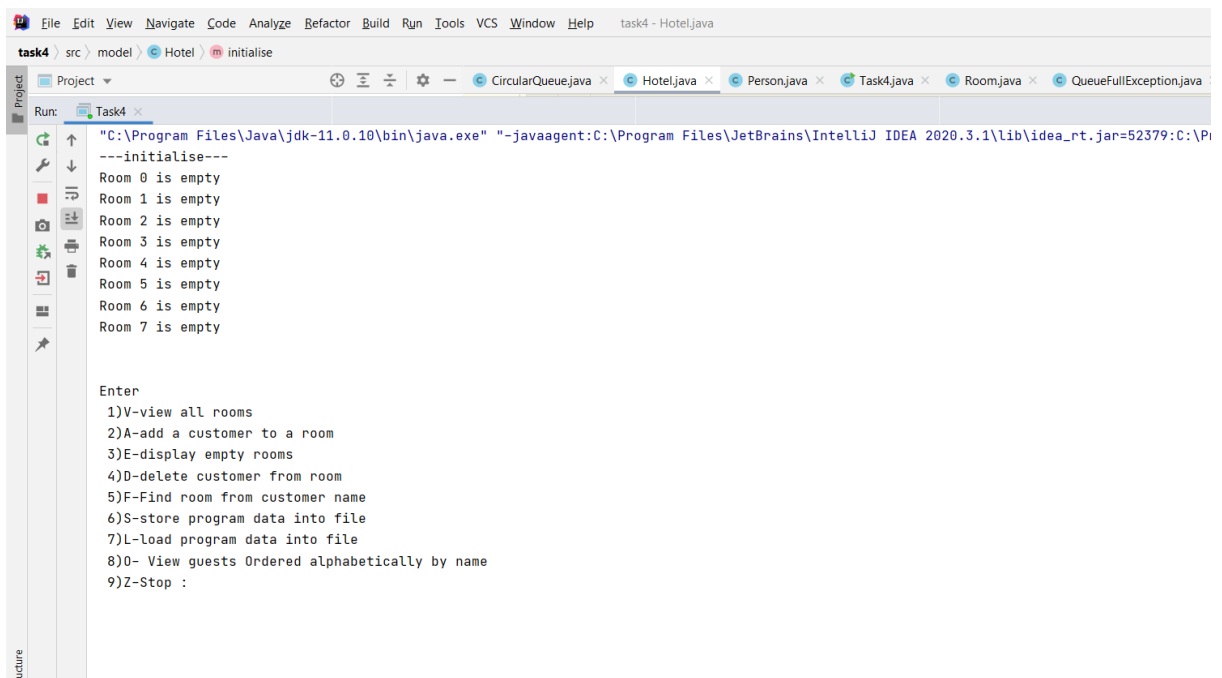 File Edit View Navigate Code Analyze Refactor Build Run Tools VCS Window Help task4 - Hotel.java
task4 src model Hotel initialise
Project CircularQueue.java Hotel.java Person.java Task4.java Room.java QueueFullException.java
Project
Run: Task4
"C:\Program Files\Java\jdk-11.0.10\bin\java.exe" "-javaagent:C:\Program Files\JetBrains\IntelliJ IDEA 2020.3.1\lib\idea_rt.jar=52379:C:\P
---initialise---
Room 0 is empty
Room 1 is empty
Room 2 is empty
Room 3 is empty
Room 4 is empty
Room 5 is empty
Room 6 is empty
Room 7 is empty
Enter
1)V-view all rooms
2)A-add a customer to a room
3)E-display empty rooms
4)D-delete customer from room
5)F-Find room from customer name
6)S-store program data into file
7)L-load program data into file
8)O- View guests Ordered alphabetically by name
9)Z-Stop :
ucture